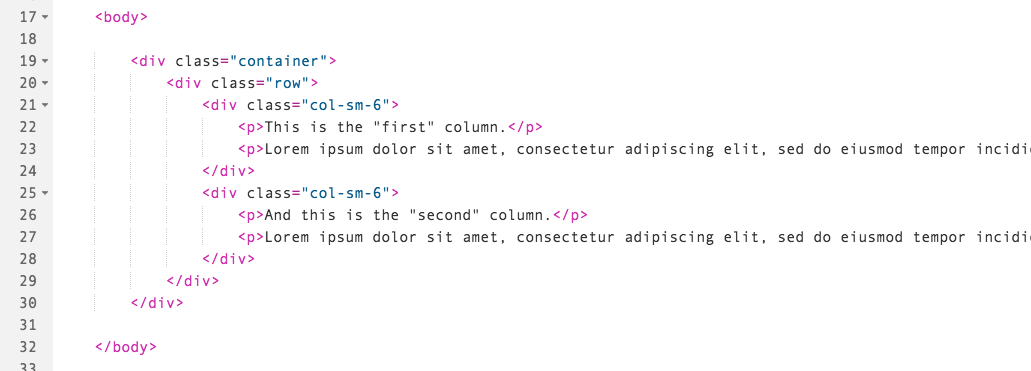 17 <body>
18
19 <div class="container">
20 <div class="row">
21 <div class="col-sm-6">
22 <p>This is the "first" column.</p>
23 <p>Lorem ipsum dolor sit amet, consectetur adipiscing elit, sed do eiusmod tempor incidi
24 </div>
25 <div class="col-sm-6">
26 <p>And this is the "second" column.</p>
27 <p>Lorem ipsum dolor sit amet, consectetur adipiscing elit, sed do eiusmod tempor incidi
28 </div>
29 </div>
30 </div>
31
32 </body>
33